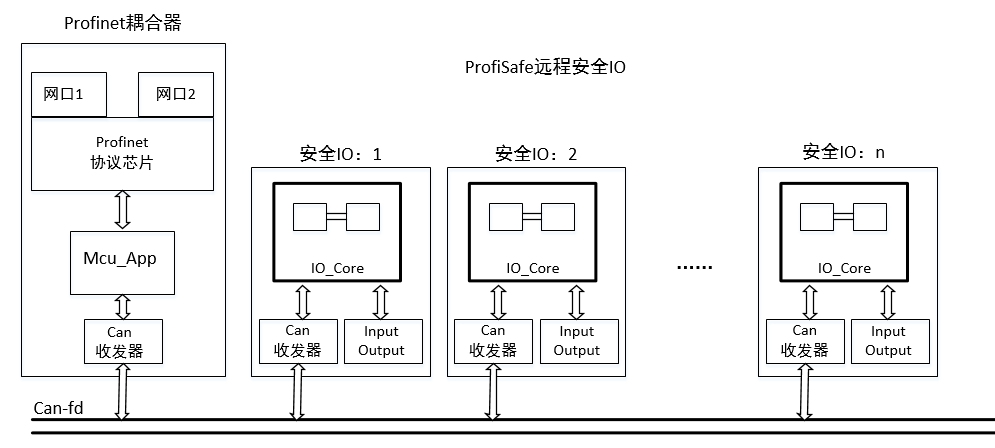 Profinet耦合器
ProfiSafe远程安全IO
网口1
网口2
Profinet
协议芯片
Mcu_App
Can
收发器
安全IO：1
IO_Core
Can
收发器
Input
Output
安全IO：2
IO_Core
Can
收发器
Input
Output
......
安全IO：n
IO_Core
Can
收发器
Input
Output
Can-fd